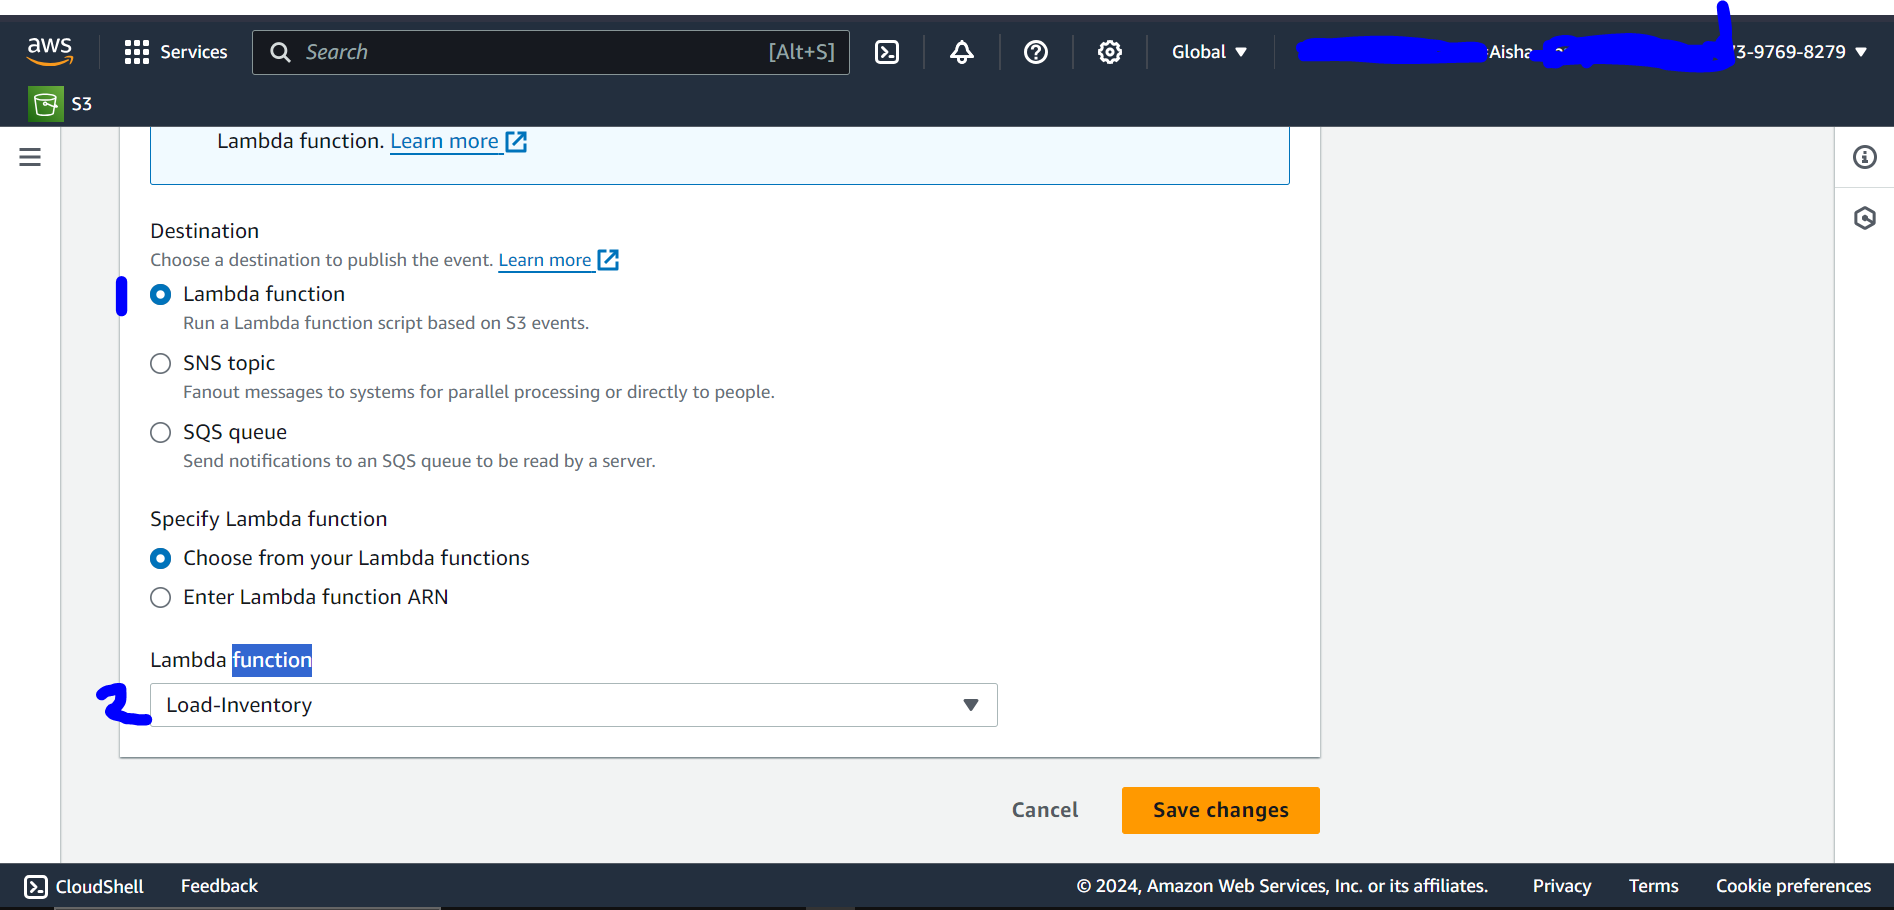 aws Services Search [Alt+S] Global Aisha 3-9769-8279
S3
Lambda function. Learn more
Destination
Choose a destination to publish the event. Learn more
Lambda function
Run a Lambda function script based on S3 events.
SNS topic
Fanout messages to systems for parallel processing or directly to people.
SQS queue
Send notifications to an SQS queue to be read by a server.
Specify Lambda function
Choose from your Lambda functions
Enter Lambda function ARN
Lambda function
2 Load-Inventory
Cancel Save changes
CloudShell Feedback © 2024, Amazon Web Services, Inc. or its affiliates. Privacy Terms Cookie preferences